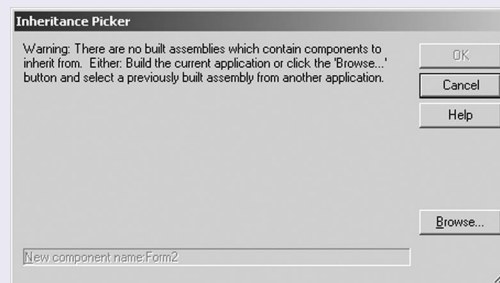 Inheritance Picker
Warning: There are no built assemblies which contain components to
inherit from. Either: Build the current application or click the 'Browse...'
button and select a previously built assembly from another application.
OK
Cancel
Help
Browse...
New component name:Form2